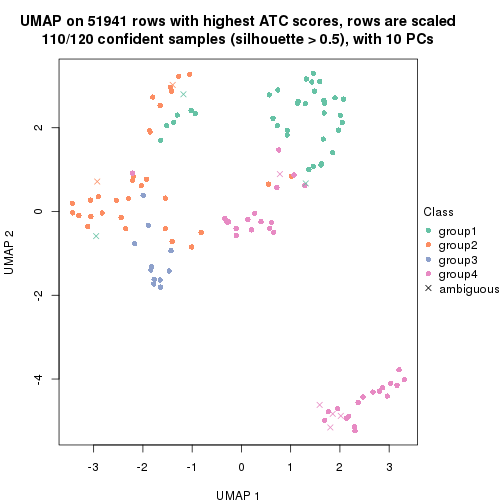 UMAP on 51941 rows with highest ATC scores, rows are scaled
110/120 confident samples (silhouette > 0.5), with 10 PCs
2
0
-2
-4
UMAP 2
-3
-2
-1
0
1
2
3
UMAP 1
Class
group1
group2
group3
group4
ambiguous